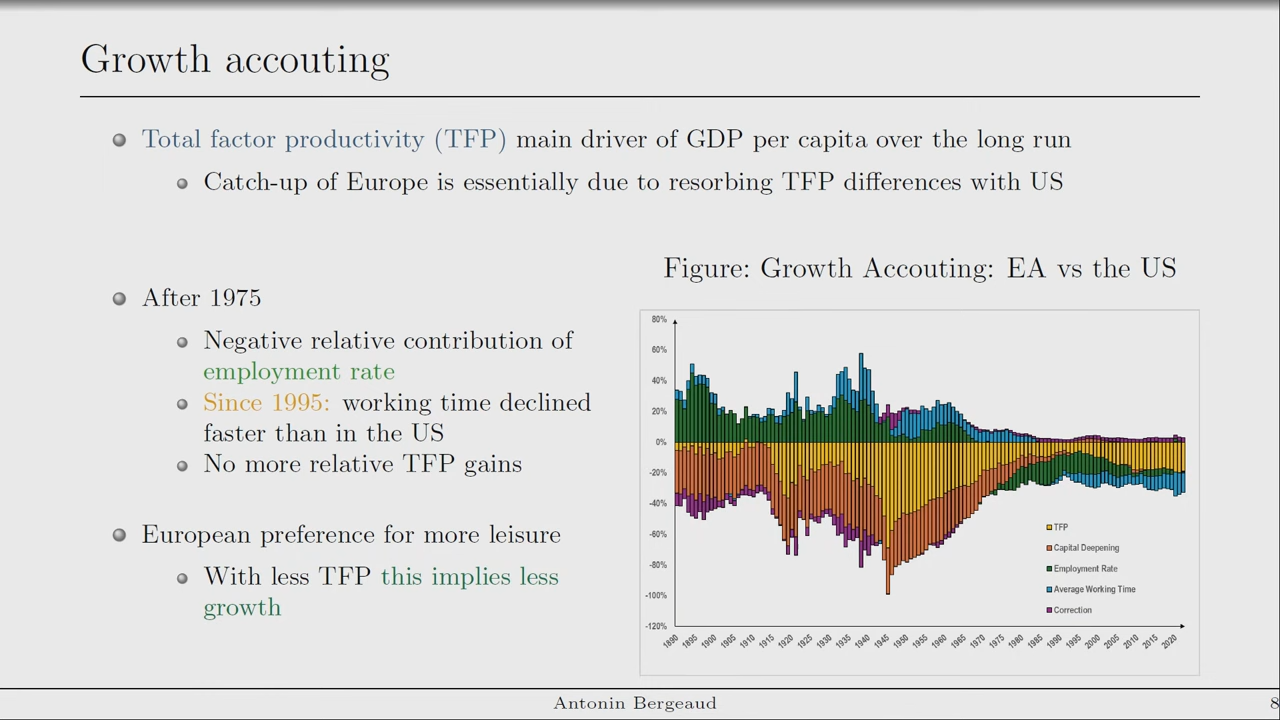 Growth accouting
Total factor productivity (TFP) main driver of GDP per capita over the long run
Catch-up of Europe is essentially due to resorbing TFP differences with US
After 1975
Negative relative contribution of
employment rate
Since 1995: working time declined
faster than in the US
No more relative TFP gains
European preference for more leisure
With less TFP this implies less
growth
Figure: Growth Accouting: EA vs the US
80%
60%
40%
20%
0%
-20%
-40%
-60%
-80%
-100%
-120%
TFP
Capital Deepening
Employment Rate
Average Working Time
Correction
1890 1895 1900 1905 1910 1915 1920 1925 1930 1935 1940 1945 1950 1955 1960 1965 1970 1975 1980 1985 1990 1995 2000 2005 2010 2015 2020
Antonin Bergeaud
8